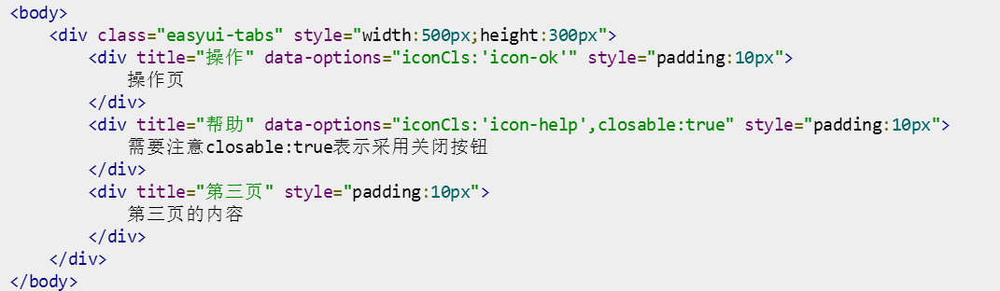 <body>
    <div class="easyui-tabs" style="width:500px;height:300px">
        <div title="操作" data-options="iconCls:'icon-ok'" style="padding:10px">
            操作页
        </div>
        <div title="帮助" data-options="iconCls:'icon-help',closable:true" style="padding:10px">
            需要注意closable:true表示采用关闭按钮
        </div>
        <div title="第三页" style="padding:10px">
            第三页的内容
        </div>
    </div>
</body>